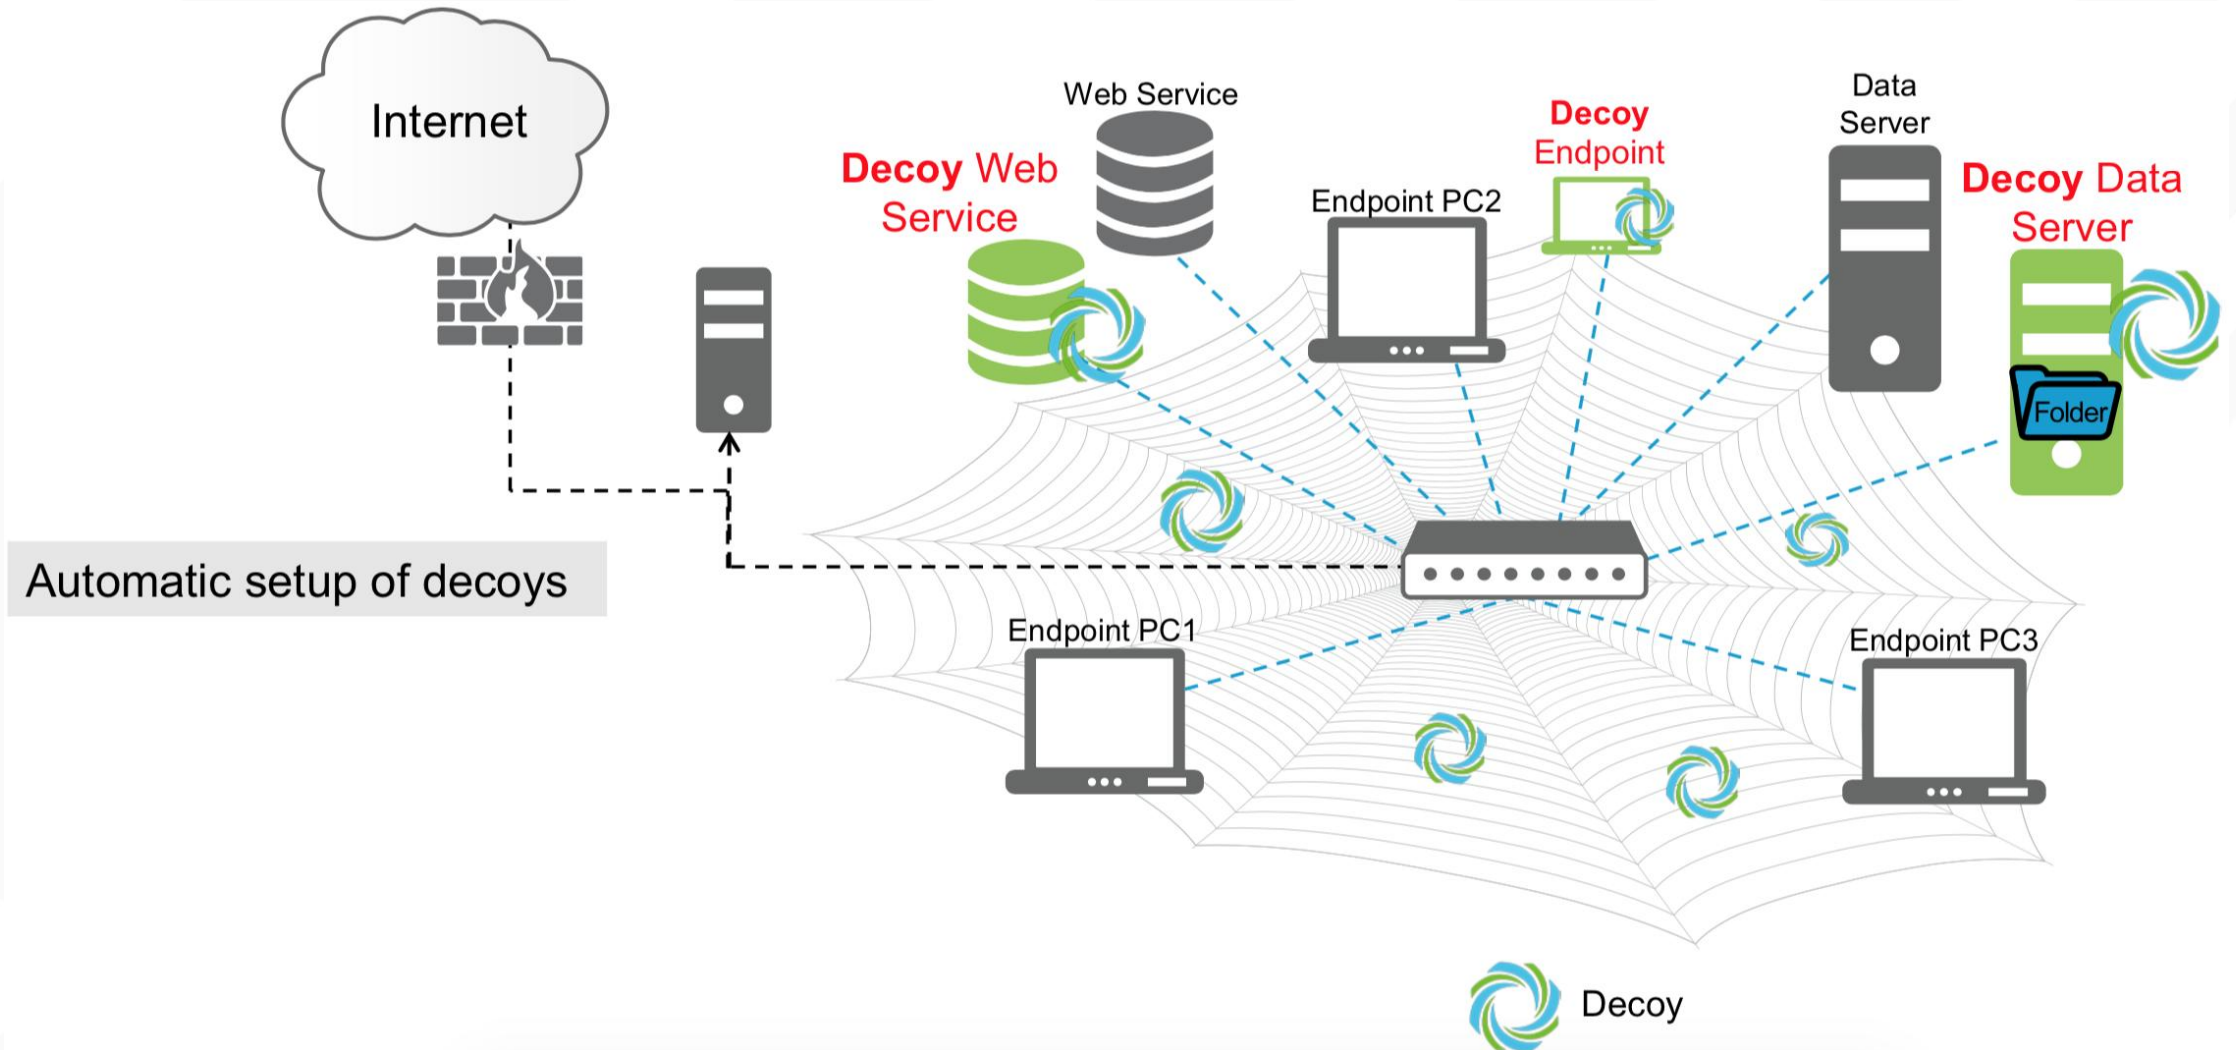 Internet
Web Service
Decoy Web
Service
Endpoint PC2
Decoy
Endpoint
Data
Server
Decoy Data
Server
Folder
Automatic setup of decoys
Endpoint PC1
Endpoint PC3
Decoy